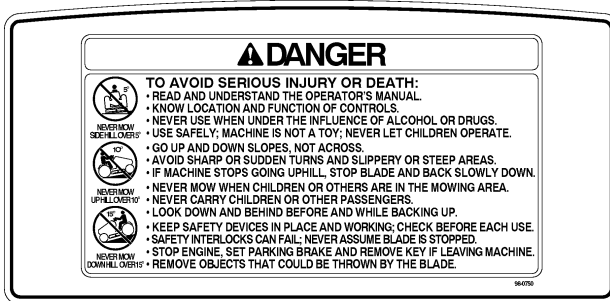 DANGER
TO AVOID SERIOUS INJURY OR DEATH:
• READ AND UNDERSTAND THE OPERATOR'S MANUAL.
• KNOW LOCATION AND FUNCTION OF CONTROLS.
• NEVER USE WHEN UNDER THE INFLUENCE OF ALCOHOL OR DRUGS.
• USE SAFELY; MACHINE IS NOT A TOY; NEVER LET CHILDREN OPERATE.
• GO UP AND DOWN SLOPES, NOT ACROSS.
• AVOID SHARP OR SUDDEN TURNS AND SLIPPERY OR STEEP AREAS.
• IF MACHINE STOPS GOING UPHILL, STOP BLADE AND BACK SLOWLY DOWN.
• NEVER MOW WHEN CHILDREN OR OTHERS ARE IN THE MOWING AREA.
• NEVER CARRY CHILDREN OR OTHER PASSENGERS.
• LOOK DOWN AND BEHIND BEFORE AND WHILE BACKING UP.
• KEEP SAFETY DEVICES IN PLACE AND WORKING; CHECK BEFORE EACH USE.
• SAFETY INTERLOCKS CAN FAIL; NEVER ASSUME BLADE IS STOPPED.
• STOP ENGINE, SET PARKING BRAKE AND REMOVE KEY IF LEAVING MACHINE.
• REMOVE OBJECTS THAT COULD BE THROWN BY THE BLADE.
5°
NEVER MOW
SIDE HILL OVER 5°
10°
NEVER MOW
UPHILL OVER 10°
15°
NEVER MOW
DOWN HILL OVER 15°
98-0750